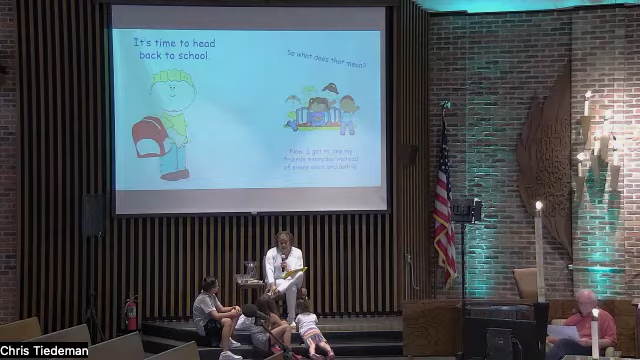 It's time to head
back to school.
So what does that mean?
Now, I get to see my
friends everyday instead
of every once and awhile
Chris Tiedeman